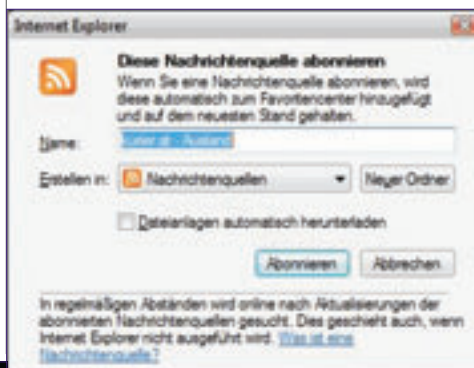 Internet Explorer
Diese Nachrichtenquelle abonnieren
Wenn Sie eine Nachrichtenquelle abonnieren, wird
diese automatisch zum Favoritencenter hinzugefügt
und auf dem neuesten Stand gehalten.
Name: kurier.at - Ausland
Erstellen in: Nachrichtenquellen Neuer Ordner
Dateianlagen automatisch herunterladen
Abonnieren Abbrechen
In regelmäßigen Abständen wird online nach Aktualisierungen der
abonnierten Nachrichtenquellen gesucht. Dies geschieht auch, wenn
Internet Explorer nicht ausgeführt wird. Was ist eine
Nachrichtenquelle?